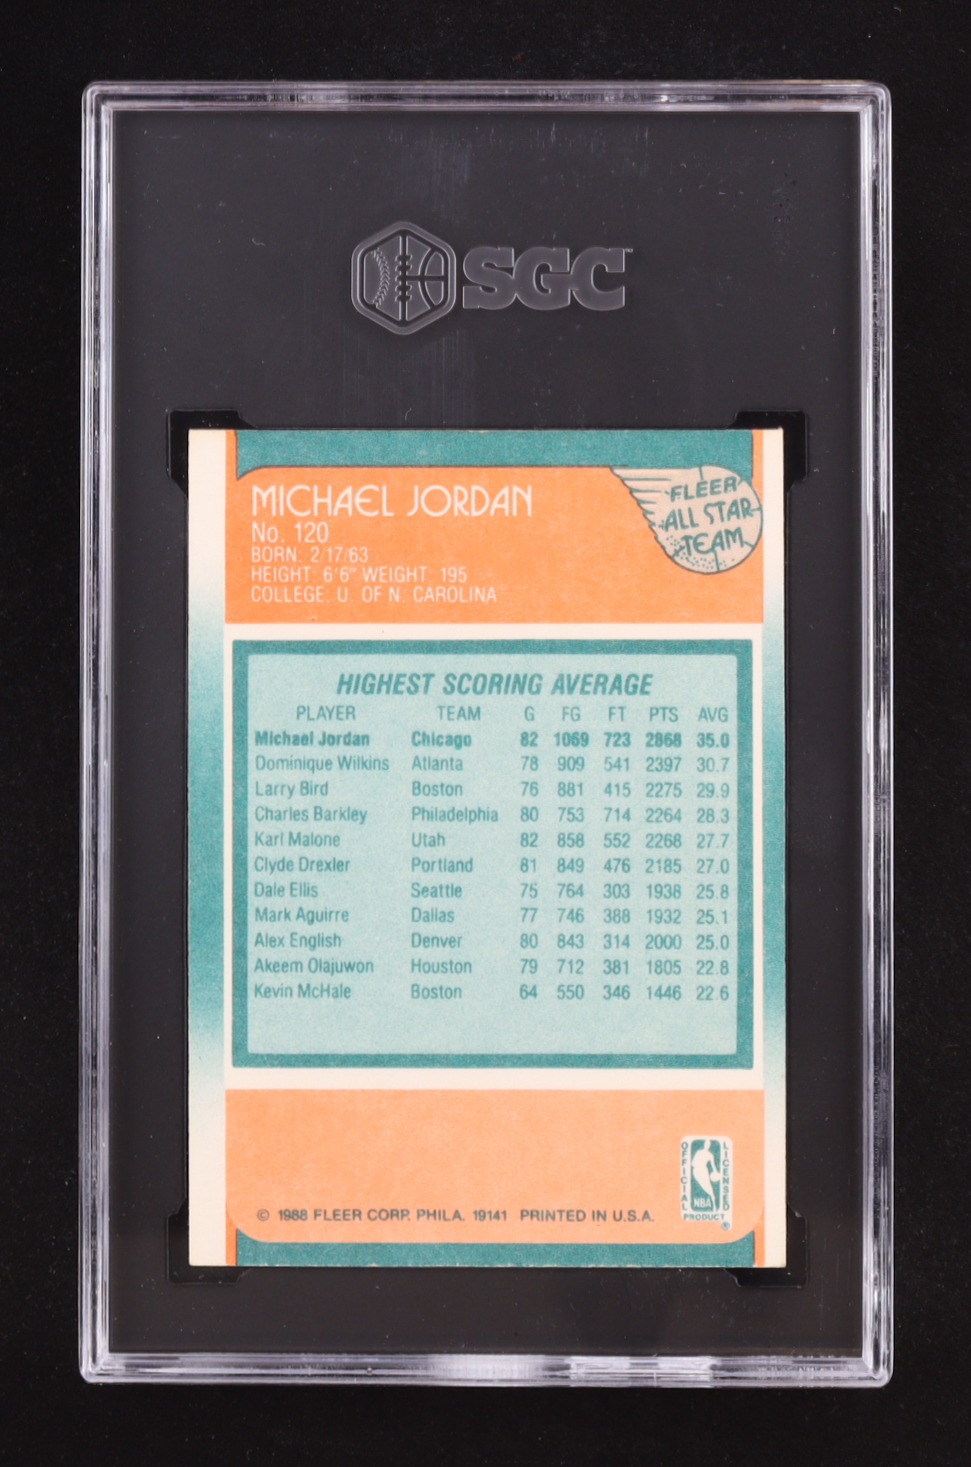 SGC
MICHAEL JORDAN
No. 120
BORN: 2/17/63
HEIGHT: 6'6" WEIGHT: 195
COLLEGE: U. OF N. CAROLINA
FLEER
ALL STAR
TEAM
HIGHEST SCORING AVERAGE
PLAYER TEAM G FG FT PTS AVG
Michael Jordan Chicago 82 1069 723 2868 35.0
Dominique Wilkins Atlanta 78 909 541 2397 30.7
Larry Bird Boston 76 881 415 2275 29.9
Charles Barkley Philadelphia 80 753 714 2264 28.3
Karl Malone Utah 82 858 552 2268 27.7
Clyde Drexler Portland 81 849 476 2185 27.0
Dale Ellis Seattle 75 764 303 1938 25.8
Mark Aguirre Dallas 77 746 388 1932 25.1
Alex English Denver 80 843 314 2000 25.0
Akeem Olajuwon Houston 79 712 381 1805 22.8
Kevin McHale Boston 64 550 346 1446 22.6
OFFICIAL
LICENSED
NBA
PRODUCT ®
© 1988 FLEER CORP. PHILA. 19141 PRINTED IN U.S.A.